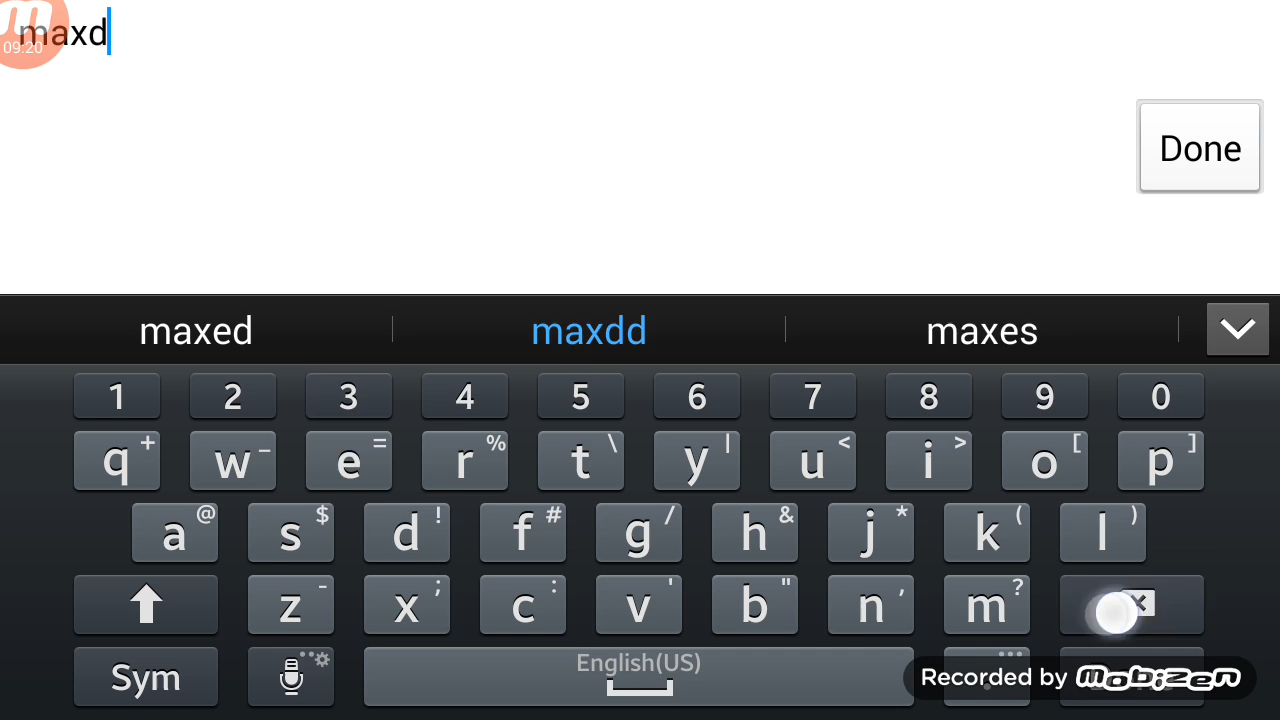 maxd
09:20
Done
maxed maxdd maxes
1 2 3 4 5 6 7 8 9 0
q + w _ e = r % t \ y | u < i > o [ p ]
a @ s $ d ! f # g / h & j * k ( l )
z - x ; c : v ' b " n , m ?
Sym English(US) .
Recorded by mobizen